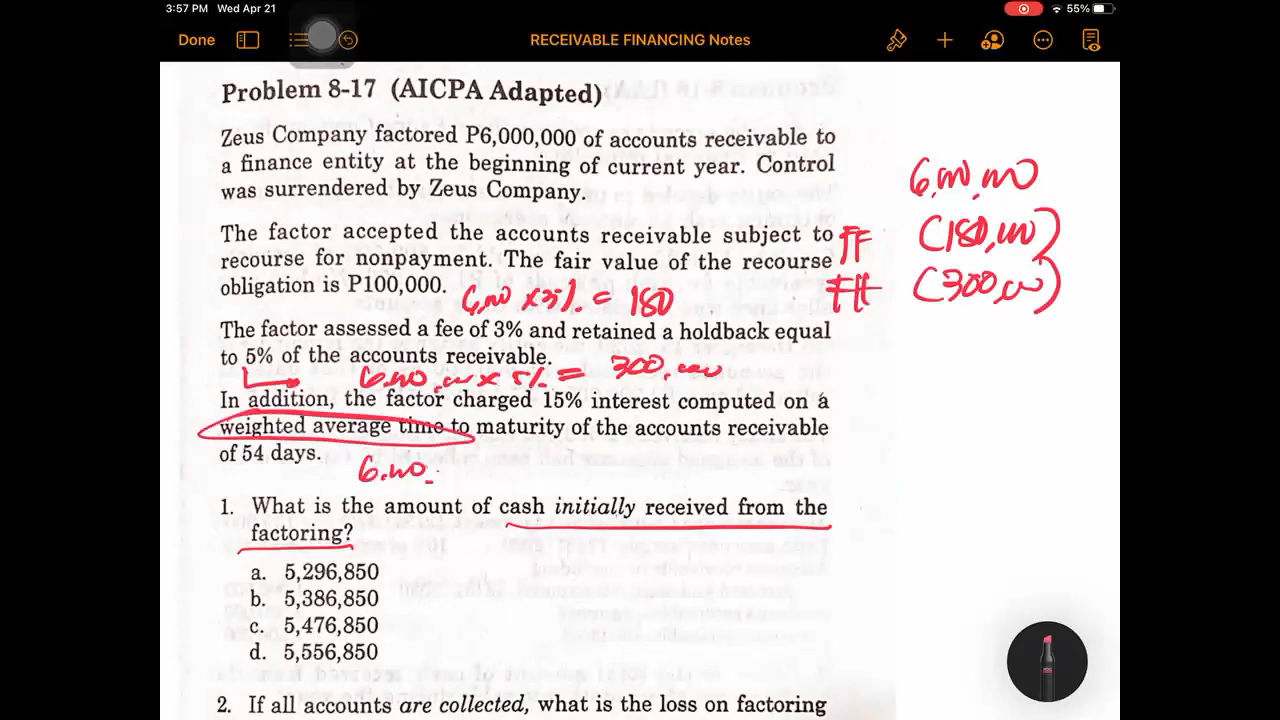 3:57 PM Wed Apr 21
55%
Done
RECEIVABLE FINANCING Notes
Problem 8-17 (AICPA Adapted)
Zeus Company factored P6,000,000 of accounts receivable to
a finance entity at the beginning of current year. Control
was surrendered by Zeus Company.
6,000,000
The factor accepted the accounts receivable subject to
recourse for nonpayment. The fair value of the recourse
obligation is P100,000.
FF (180,000)
FH (300,000)
6,000 x 3% = 180
The factor assessed a fee of 3% and retained a holdback equal
to 5% of the accounts receivable.
6,000,000 x 5% = 300,000
In addition, the factor charged 15% interest computed on a
weighted average time to maturity of the accounts receivable
of 54 days.
6,000,
1. What is the amount of cash initially received from the
factoring?
a. 5,296,850
b. 5,386,850
c. 5,476,850
d. 5,556,850
2. If all accounts are collected, what is the loss on factoring